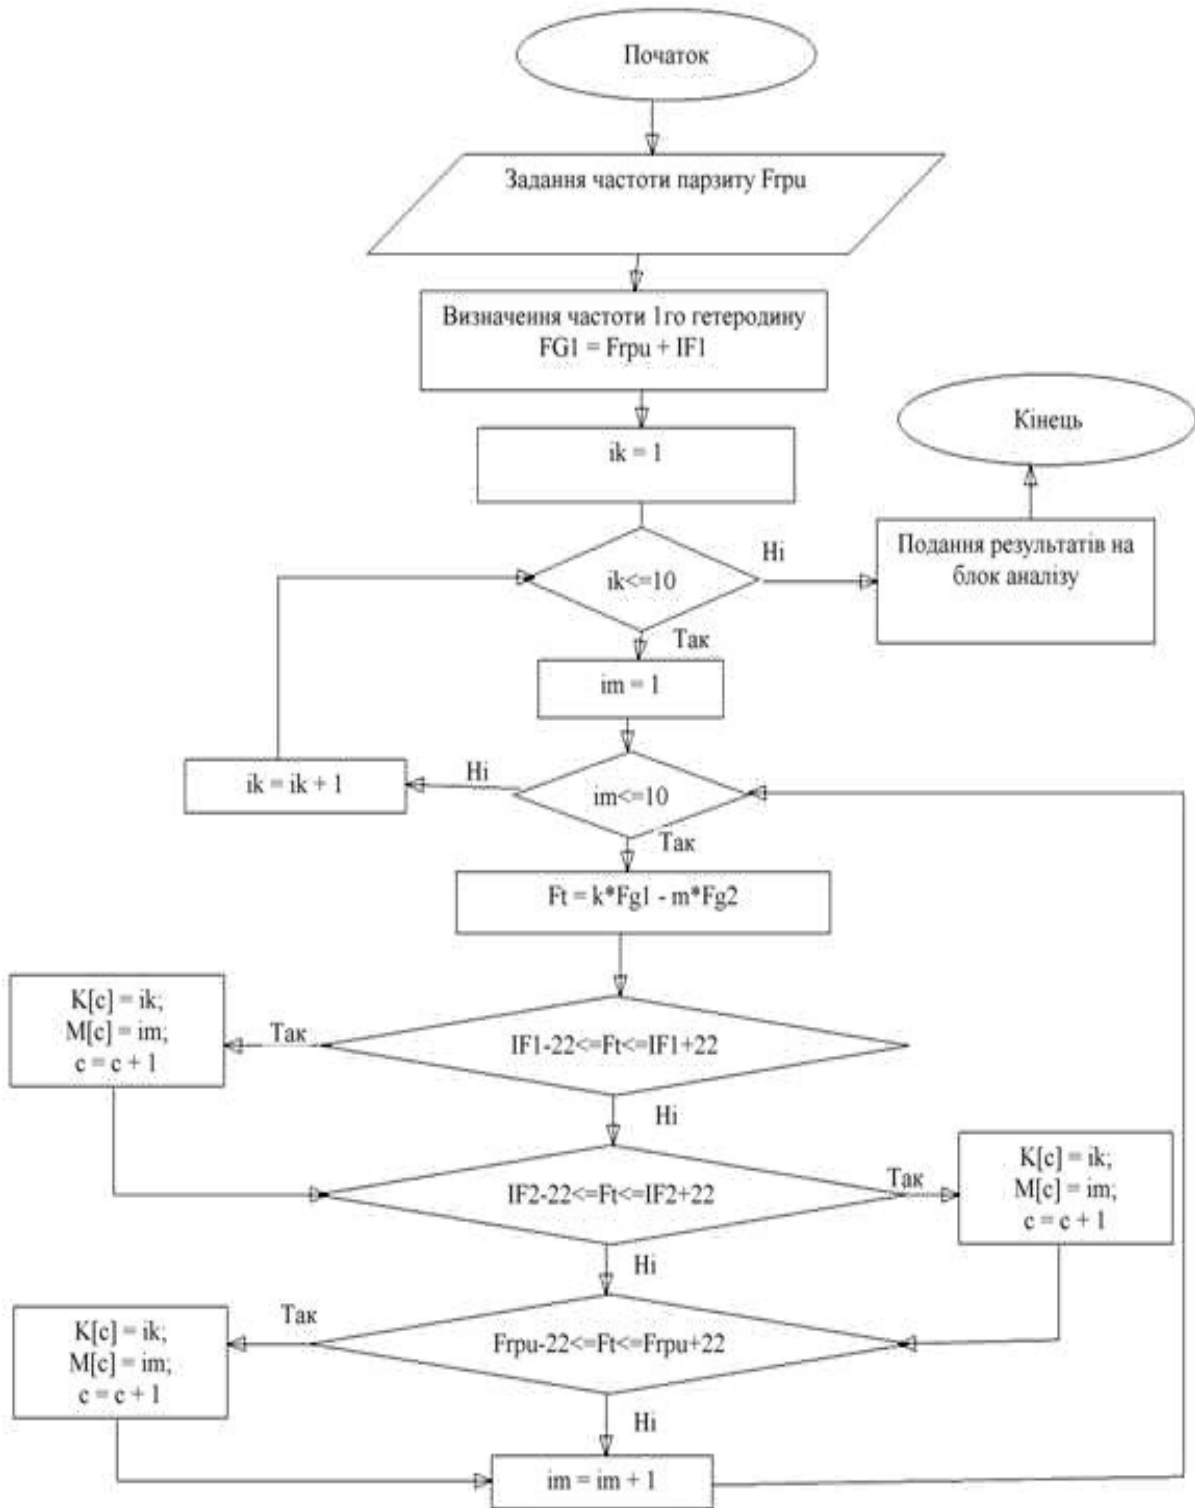 Початок
Задання частоти парзиту Frpu
Визначення частоти 1го гетеродину
FG1 = Frpu + IF1
Кінець
ik = 1
ik<=10
Ні
Подання результатів на
блок аналізу
Так
im = 1
ik = ik + 1
Ні
im<=10
Так
Ft = k*Fg1 - m*Fg2
K[c] = ik;
M[c] = im;
c = c + 1
Так
IF1-22<=Ft<=IF1+22
Ні
IF2-22<=Ft<=IF2+22
Так
K[c] = ik;
M[c] = im;
c = c + 1
Ні
K[c] = ik;
M[c] = im;
c = c + 1
Так
Frpu-22<=Ft<=Frpu+22
Ні
im = im + 1